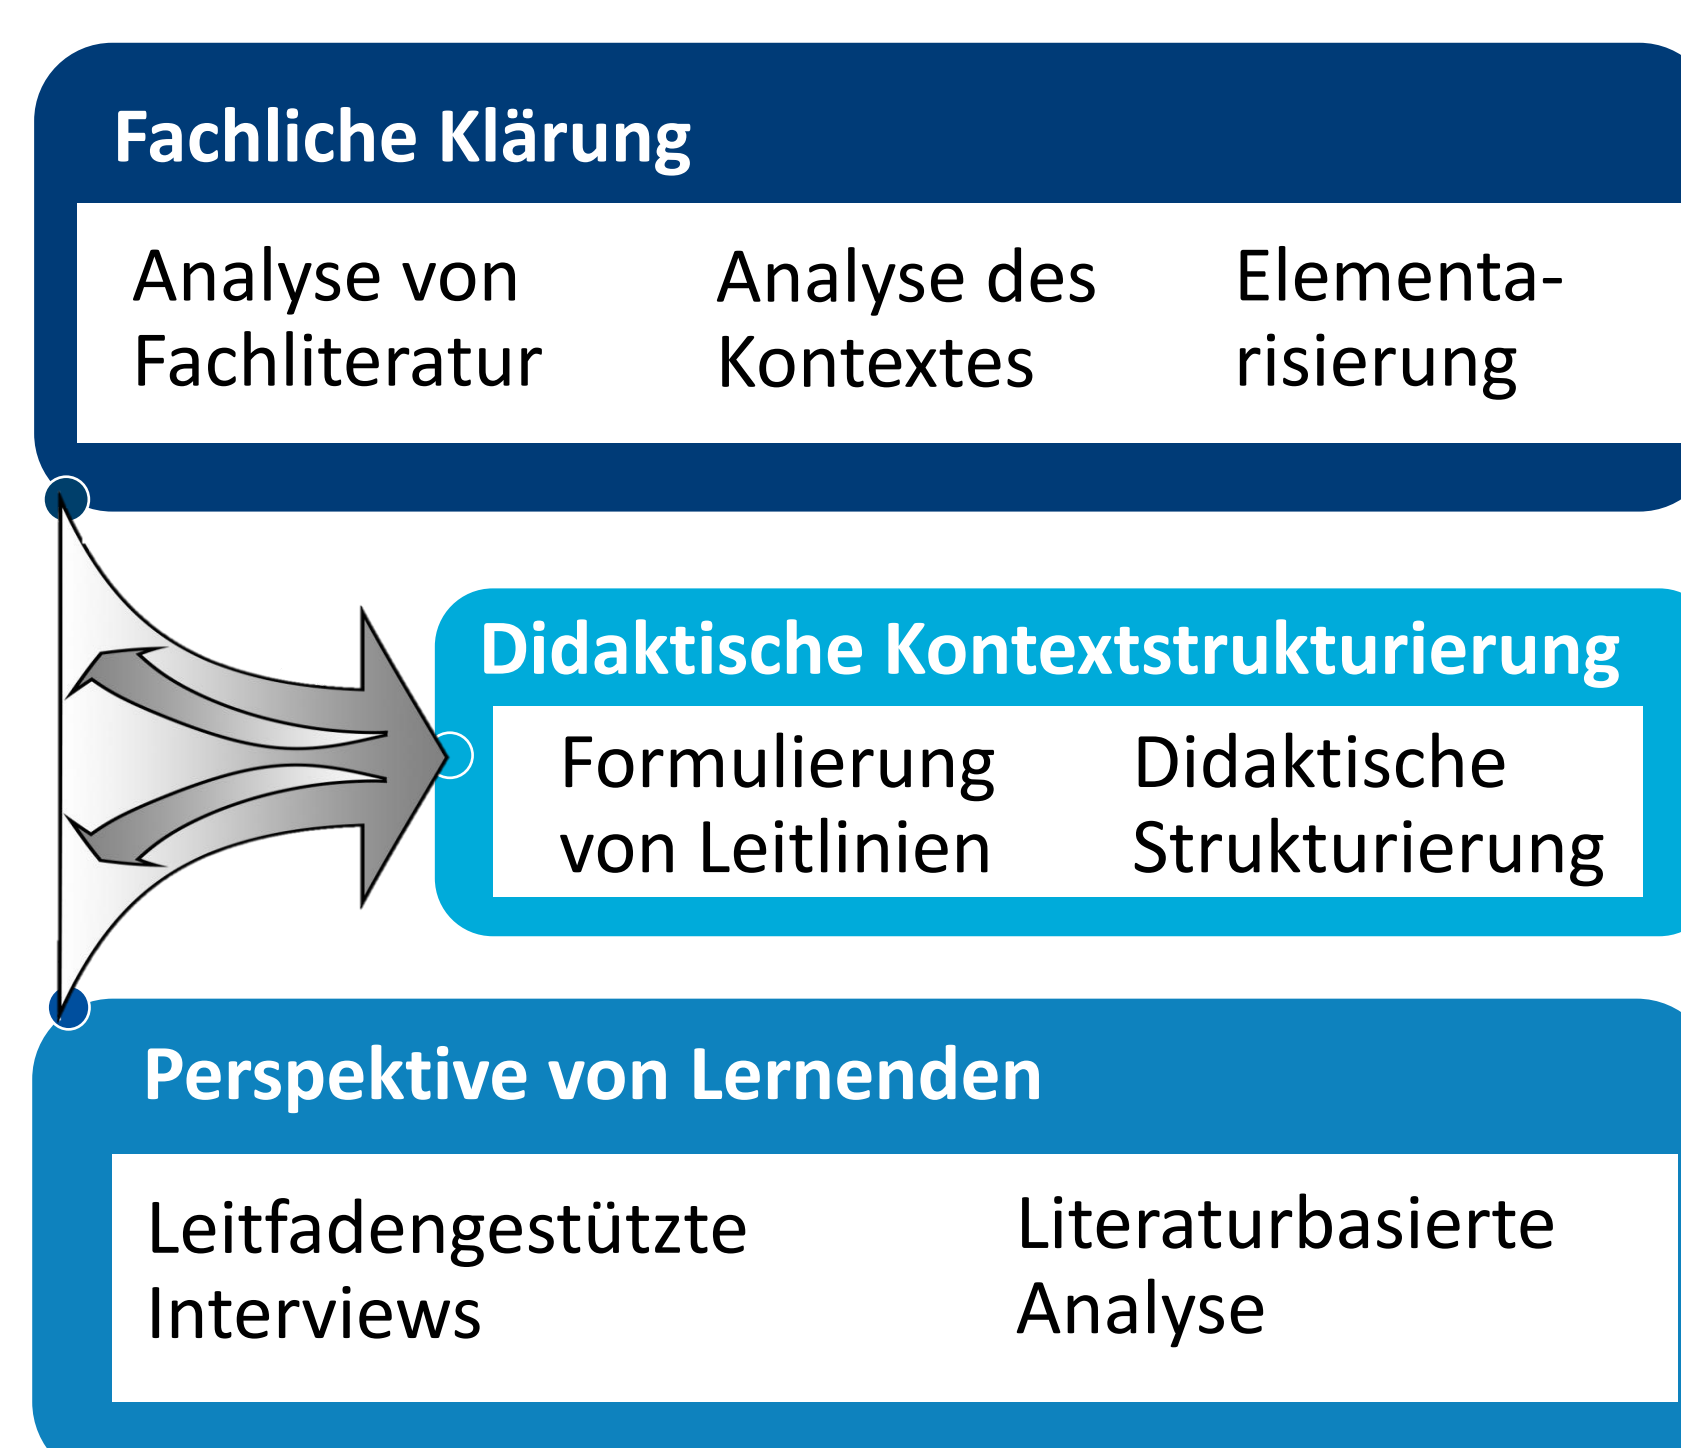 Fachliche Klärung
Analyse von
Fachliteratur
Analyse des
Kontextes
Elementa-
risierung
Didaktische Kontextstrukturierung
Formulierung
von Leitlinien
Didaktische
Strukturierung
Perspektive von Lernenden
Leitfadengestützte
Interviews
Literaturbasierte
Analyse